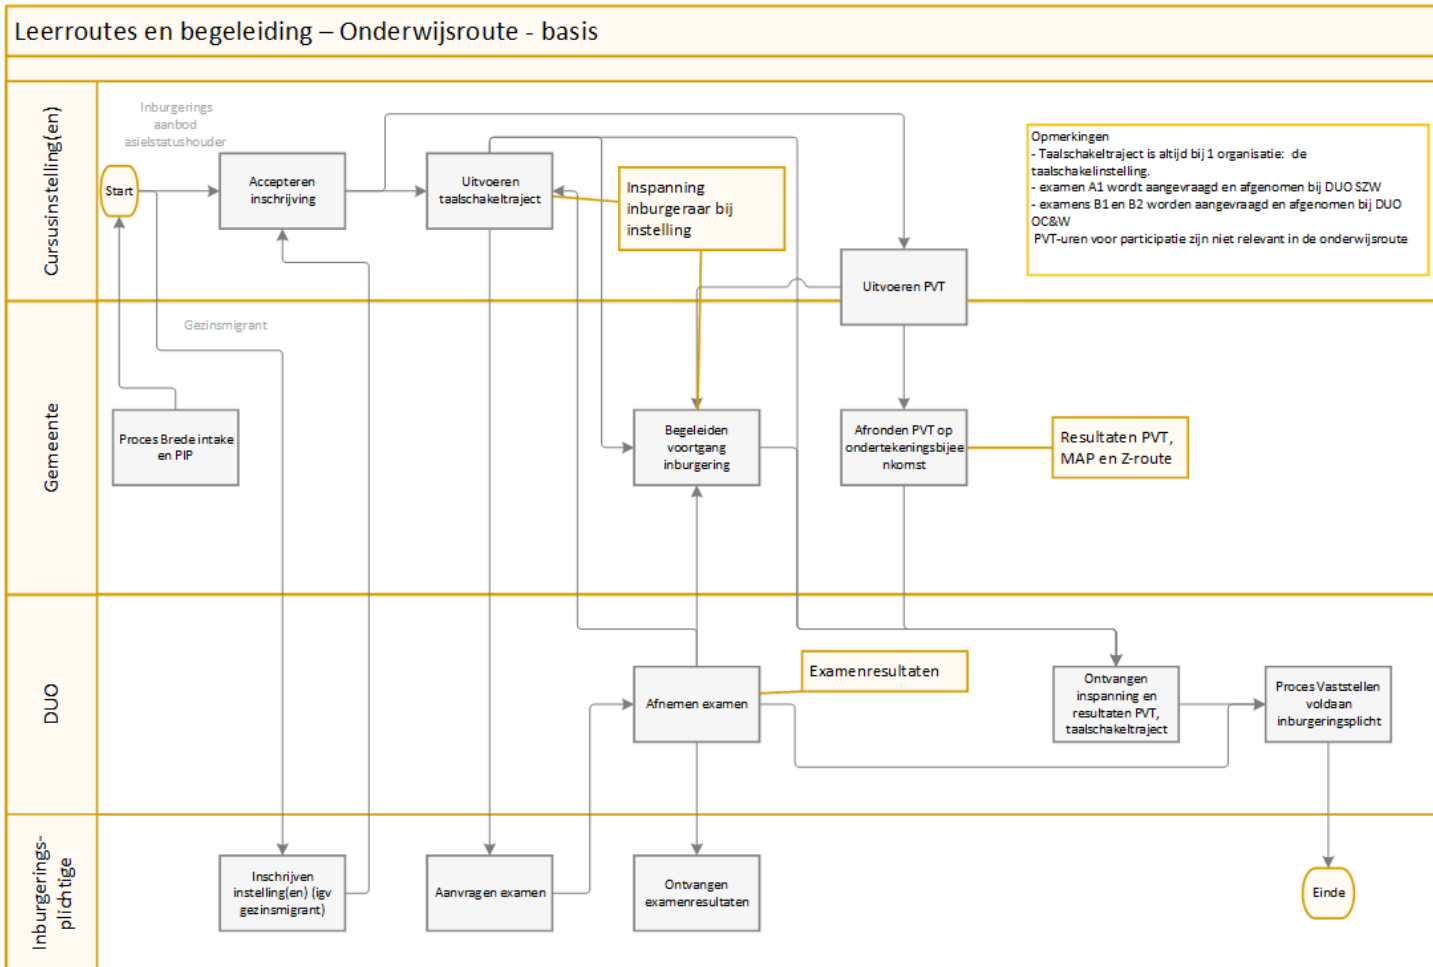 Leerroutes en begeleiding – Onderwijsroute - basis
Cursusinstelling(en)
Inburgerings
aanbod
asielstatushouder
Start
Accepteren
inschrijving
Uitvoeren
taalschakeltraject
Inspanning
inburgeraar bij
instelling
Opmerkingen
- Taalschakeltraject is altijd bij 1 organisatie: de
taalschakelinstelling.
- examen A1 wordt aangevraagd en afgenomen bij DUO SZW
- examens B1 en B2 worden aangevraagd en afgenomen bij DUO
OC&W
PVT-uren voor participatie zijn niet relevant in de onderwijsroute
Uitvoeren PVT
Gemeente
Gezinsmigrant
Proces Brede intake
en PIP
Begeleiden
voortgang
inburgering
Afronden PVT op
ondertekeningsbijee
nkomst
Resultaten PVT,
MAP en Z-route
DUO
Afnemen examen
Examenresultaten
Ontvangen
inspanning en
resultaten PVT,
taalschakeltraject
Proces Vaststellen
voldaan
inburgeringsplicht
Inburgerings-
plichtige
Inschrijven
instelling(en) (igv
gezinsmigrant)
Aanvragen examen
Ontvangen
examenresultaten
Einde